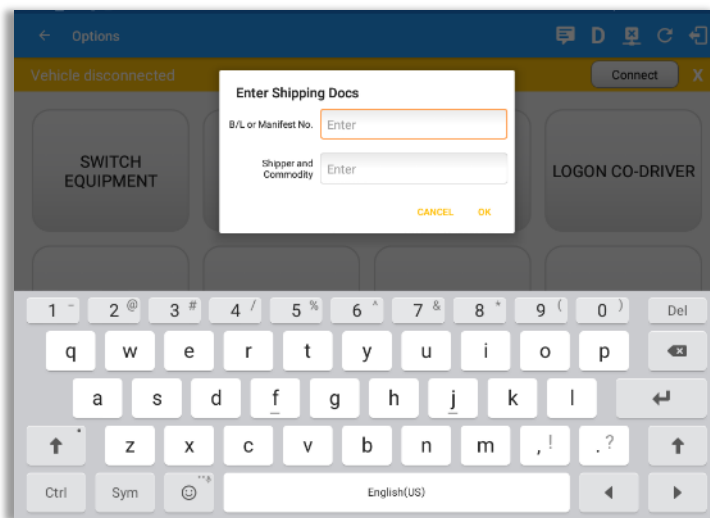 Options
D
Vehicle disconnected
Connect
X
Enter Shipping Docs
B/L or Manifest No.
Enter
Shipper and
Commodity
Enter
CANCEL
OK
SWITCH
EQUIPMENT
LOGON CO-DRIVER
1 - 2 @ 3 # 4 / 5 % 6 ^ 7 & 8 * 9 ( 0 ) Del
q w e r t y u i o p
a s d f g h j k l
z x c v b n m , ! . ?
Ctrl Sym English(US)